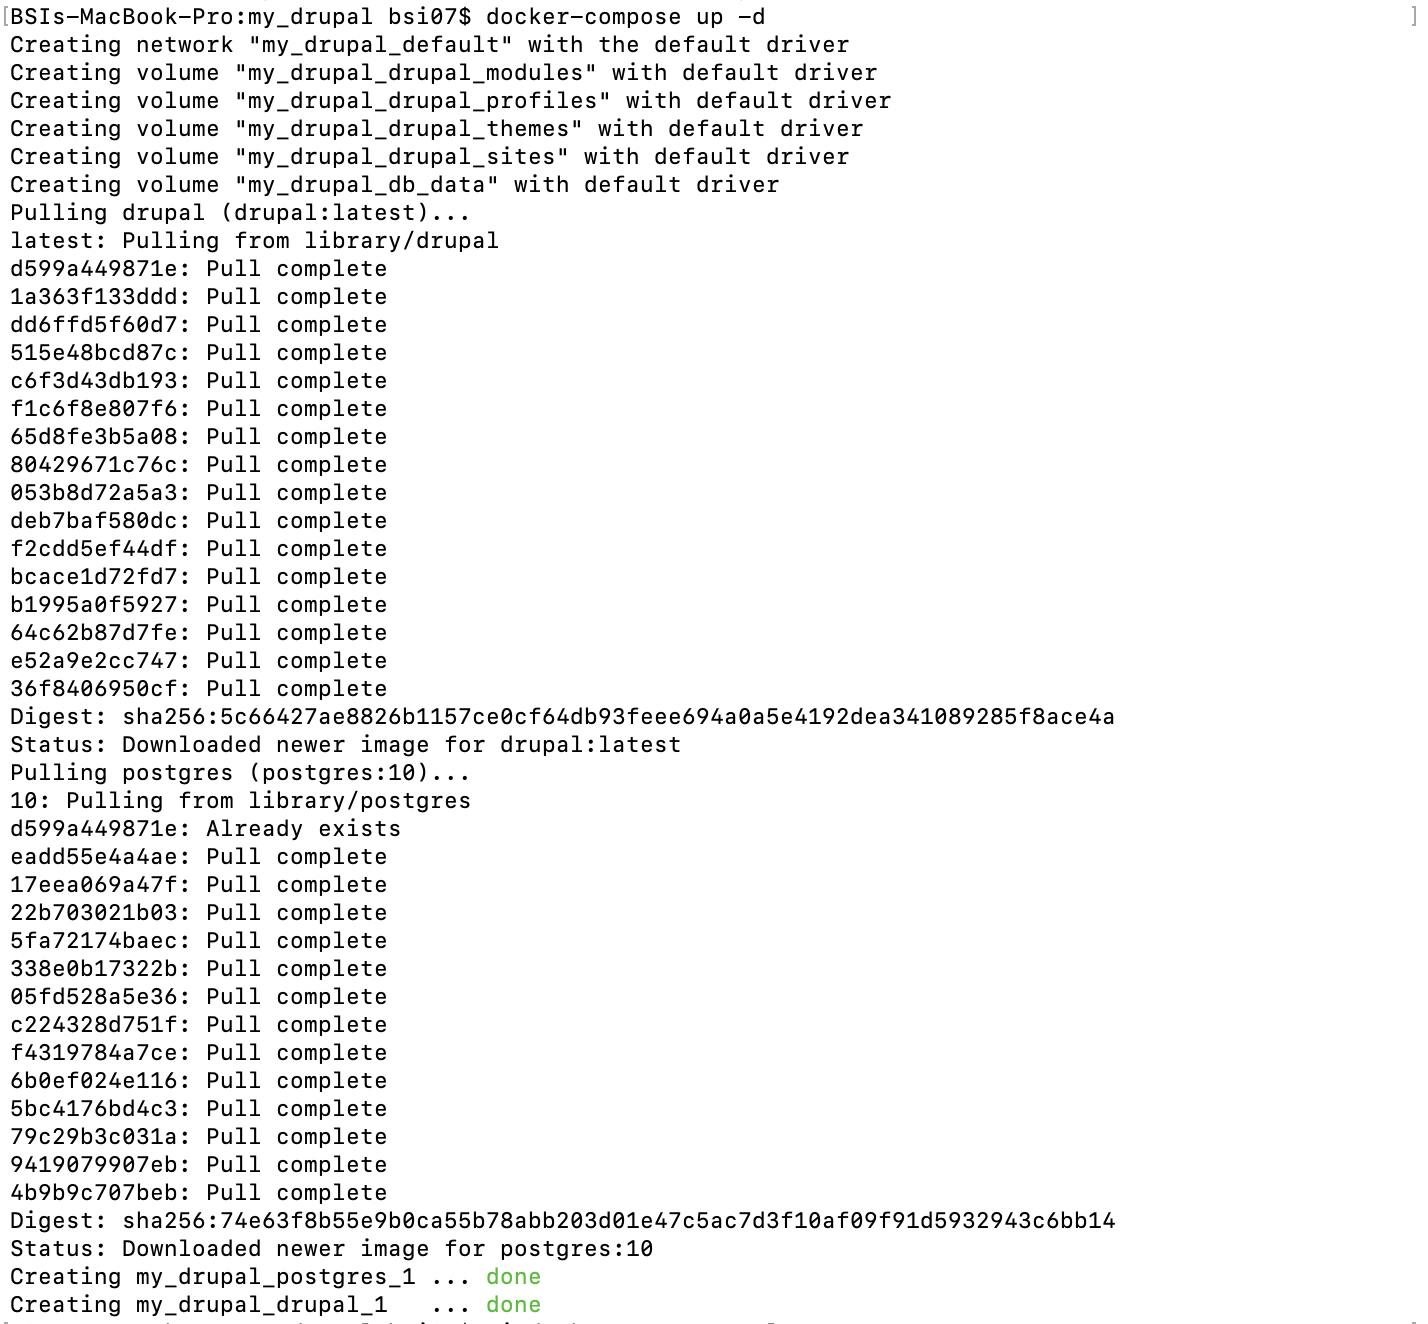 [BSIs-MacBook-Pro:my_drupal bsi07$ docker-compose up -d ]
Creating network "my_drupal_default" with the default driver
Creating volume "my_drupal_drupal_modules" with default driver
Creating volume "my_drupal_drupal_profiles" with default driver
Creating volume "my_drupal_drupal_themes" with default driver
Creating volume "my_drupal_drupal_sites" with default driver
Creating volume "my_drupal_db_data" with default driver
Pulling drupal (drupal:latest)...
latest: Pulling from library/drupal
d599a449871e: Pull complete
1a363f133ddd: Pull complete
dd6ffd5f60d7: Pull complete
515e48bcd87c: Pull complete
c6f3d43db193: Pull complete
f1c6f8e807f6: Pull complete
65d8fe3b5a08: Pull complete
80429671c76c: Pull complete
053b8d72a5a3: Pull complete
deb7baf580dc: Pull complete
f2cdd5ef44df: Pull complete
bcace1d72fd7: Pull complete
b1995a0f5927: Pull complete
64c62b87d7fe: Pull complete
e52a9e2cc747: Pull complete
36f8406950cf: Pull complete
Digest: sha256:5c66427ae8826b1157ce0cf64db93feee694a0a5e4192dea341089285f8ace4a
Status: Downloaded newer image for drupal:latest
Pulling postgres (postgres:10)...
10: Pulling from library/postgres
d599a449871e: Already exists
eadd55e4a4ae: Pull complete
17eea069a47f: Pull complete
22b703021b03: Pull complete
5fa72174baec: Pull complete
338e0b17322b: Pull complete
05fd528a5e36: Pull complete
c224328d751f: Pull complete
f4319784a7ce: Pull complete
6b0ef024e116: Pull complete
5bc4176bd4c3: Pull complete
79c29b3c031a: Pull complete
9419079907eb: Pull complete
4b9b9c707beb: Pull complete
Digest: sha256:74e63f8b55e9b0ca55b78abb203d01e47c5ac7d3f10af09f91d5932943c6bb14
Status: Downloaded newer image for postgres:10
Creating my_drupal_postgres_1 ... done
Creating my_drupal_drupal_1   ... done